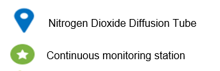 Nitrogen Dioxide Diffusion Tube
Continuous monitoring station